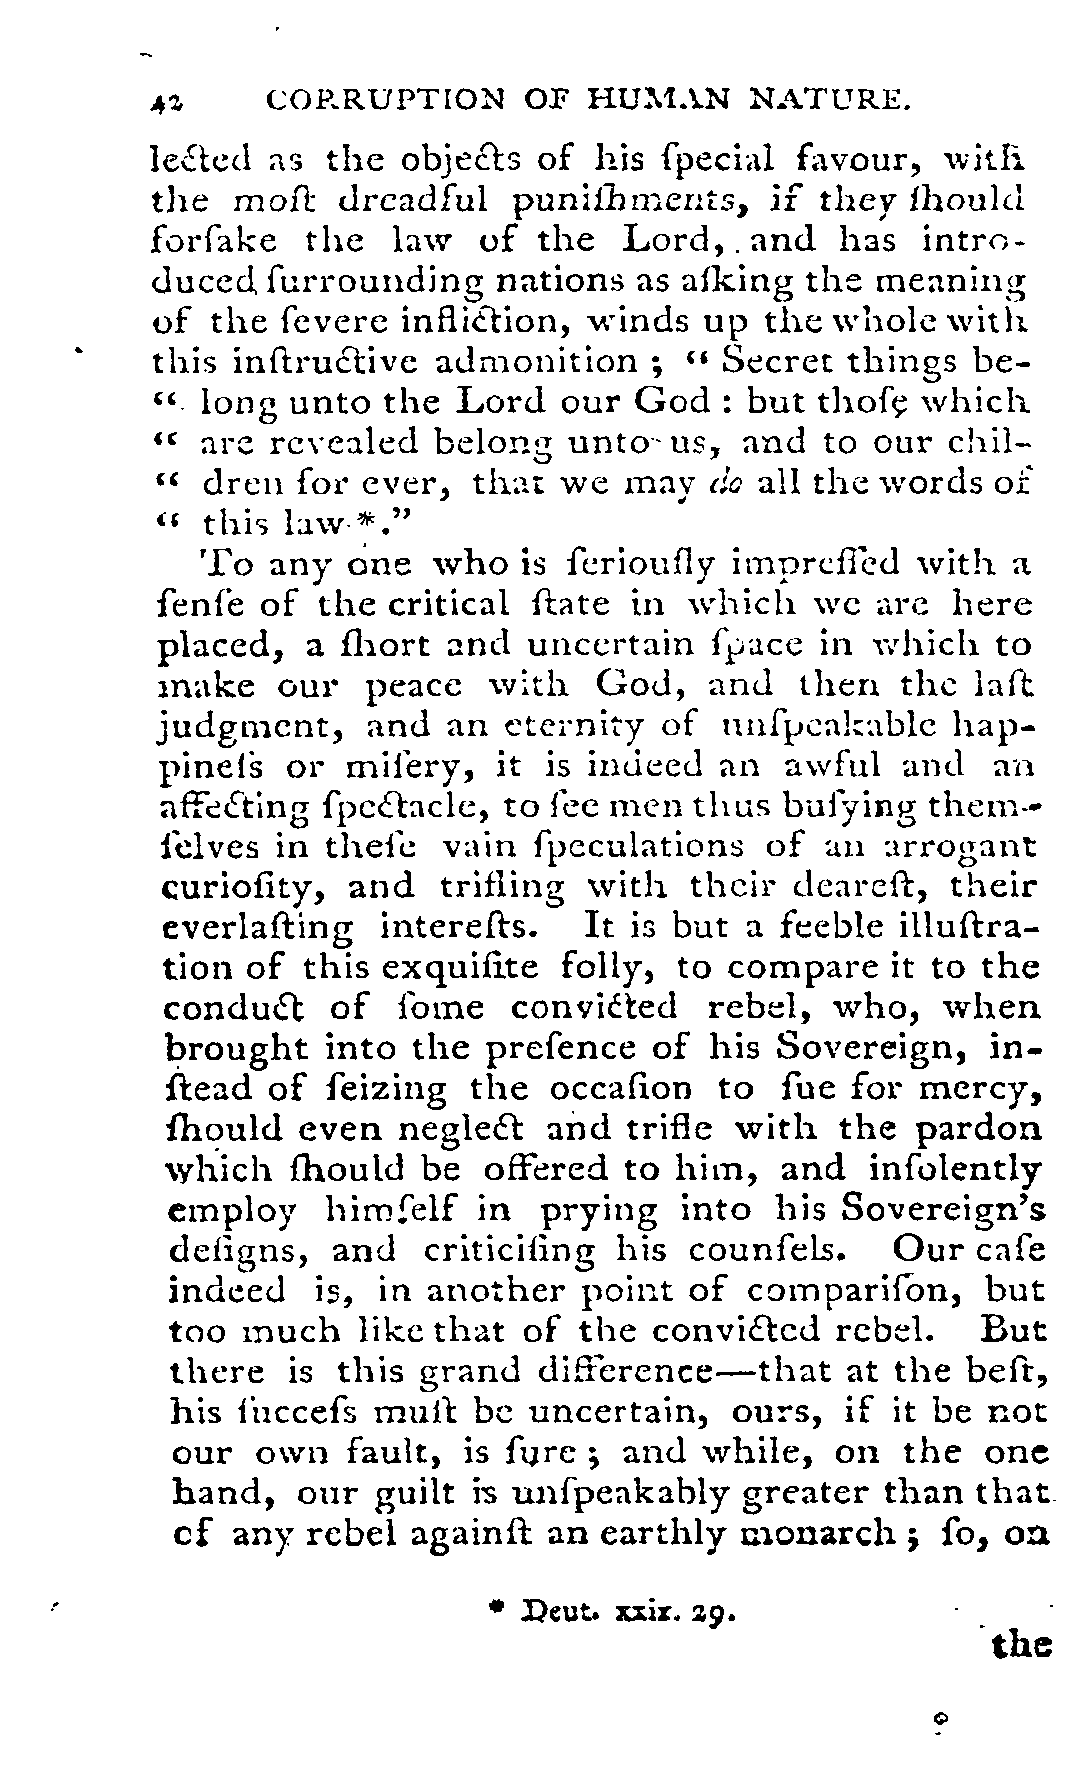 42 CORRUPTION OF HUMAN NATURE.
lected as the objects of his ſpecial favour, with
the moſt dreadful puniſhments, if they ſhould
forſake the law of the Lord, and has intro-
duced ſurrounding nations as aſking the meaning
of the ſevere infliction, winds up the whole with
this inſtructive admonition ; “ Secret things be-
“ long unto the Lord our God : but thoſe which
“ are revealed belong unto us, and to our chil-
“ dren for ever, that we may do all the words of
“ this law *.”
To any one who is ſeriouſly impreſſed with a
ſenſe of the critical ſtate in which we are here
placed, a ſhort and uncertain ſpace in which to
make our peace with God, and then the laſt
judgment, and an eternity of unſpeakable hap-
pineſs or miſery, it is indeed an awful and an
affecting ſpectacle, to ſee men thus buſying them-
ſelves in theſe vain ſpeculations of an arrogant
curioſity, and trifling with their deareſt, their
everlaſting intereſts. It is but a feeble illuſtra-
tion of this exquiſite folly, to compare it to the
conduct of ſome convicted rebel, who, when
brought into the preſence of his Sovereign, in-
ſtead of ſeizing the occaſion to ſue for mercy,
ſhould even neglect and trifle with the pardon
which ſhould be offered to him, and inſolently
employ himſelf in prying into his Sovereign’s
deſigns, and criticiſing his counſels. Our caſe
indeed is, in another point of compariſon, but
too much like that of the convicted rebel. But
there is this grand difference—that at the beſt,
his ſucceſs muſt be uncertain, ours, if it be not
our own fault, is ſure ; and while, on the one
hand, our guilt is unſpeakably greater than that
of any rebel againſt an earthly monarch ; ſo, on
* Deut. xxix. 29.
the